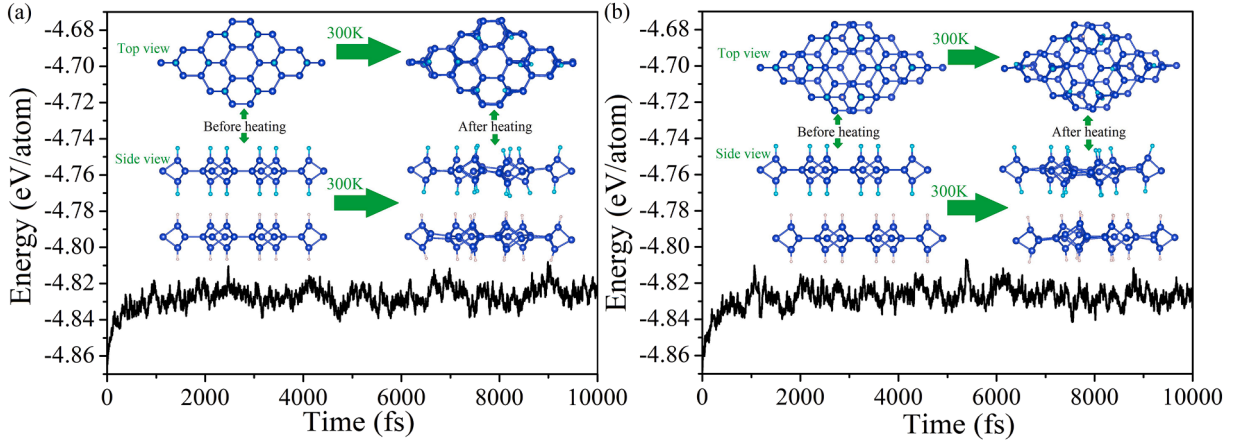 (a)
Energy (eV/atom)
-4.68
-4.70
-4.72
-4.74
-4.76
-4.78
-4.80
-4.82
-4.84
-4.86
Top view
300K
Before heating
After heating
Side view
300K
0
2000
4000
6000
8000
10000
Time (fs)
(b)
Energy (eV/atom)
-4.68
-4.70
-4.72
-4.74
-4.76
-4.78
-4.80
-4.82
-4.84
-4.86
Top view
300K
Before heating
After heating
Side view
300K
0
2000
4000
6000
8000
10000
Time (fs)